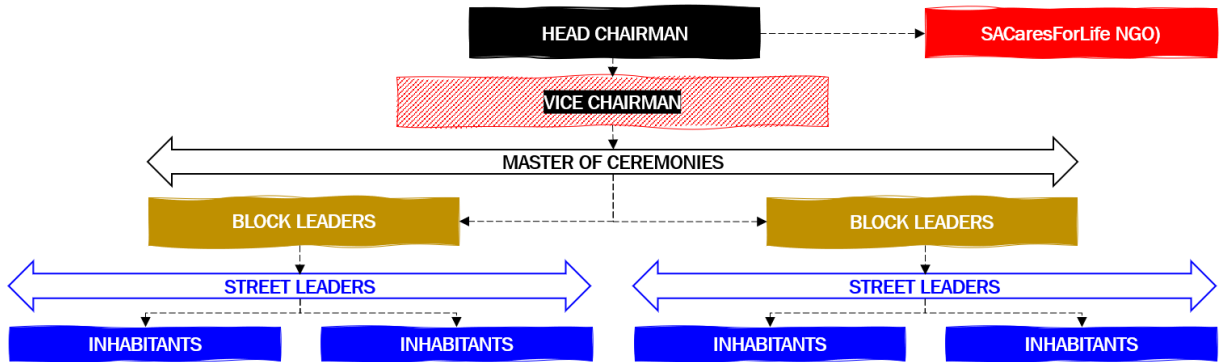 HEAD CHAIRMAN
SACaresForLife NGO)
VICE CHAIRMAN
MASTER OF CEREMONIES
BLOCK LEADERS
BLOCK LEADERS
STREET LEADERS
STREET LEADERS
INHABITANTS
INHABITANTS
INHABITANTS
INHABITANTS